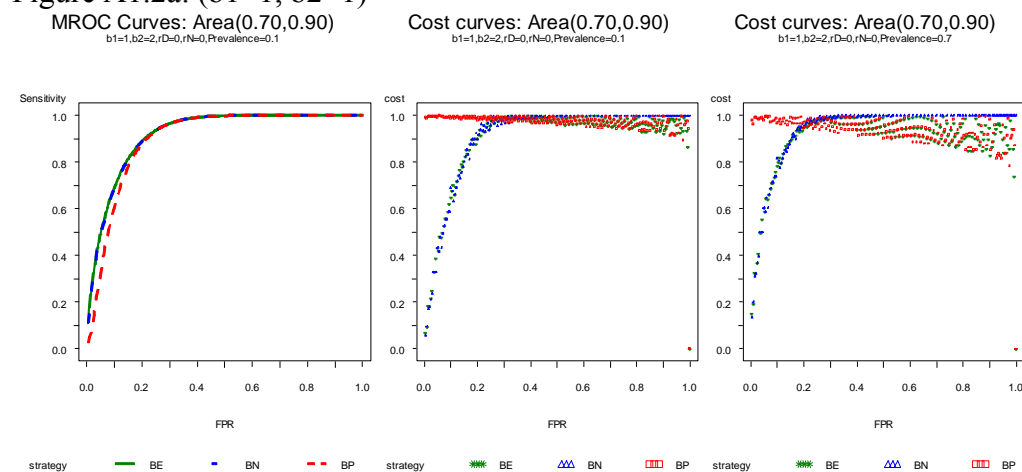 Figure A1.2a: (b1=1, b2=1)
MROC Curves: Area(0.70,0.90)
b1=1,b2=2,rD=0,rN=0,Prevalence=0.1
Sensitivity
1.0
0.8
0.6
0.4
0.2
0.0
0.0 0.2 0.4 0.6 0.8 1.0
FPR
strategy BE BN BP
Cost curves: Area(0.70,0.90)
b1=1,b2=2,rD=0,rN=0,Prevalence=0.1
cost
1.0
0.8
0.6
0.4
0.2
0.0
0.0 0.2 0.4 0.6 0.8 1.0
FPR
strategy BE BN BP
Cost curves: Area(0.70,0.90)
b1=1,b2=2,rD=0,rN=0,Prevalence=0.7
cost
1.0
0.8
0.6
0.4
0.2
0.0
0.0 0.2 0.4 0.6 0.8 1.0
FPR
strategy BE BN BP